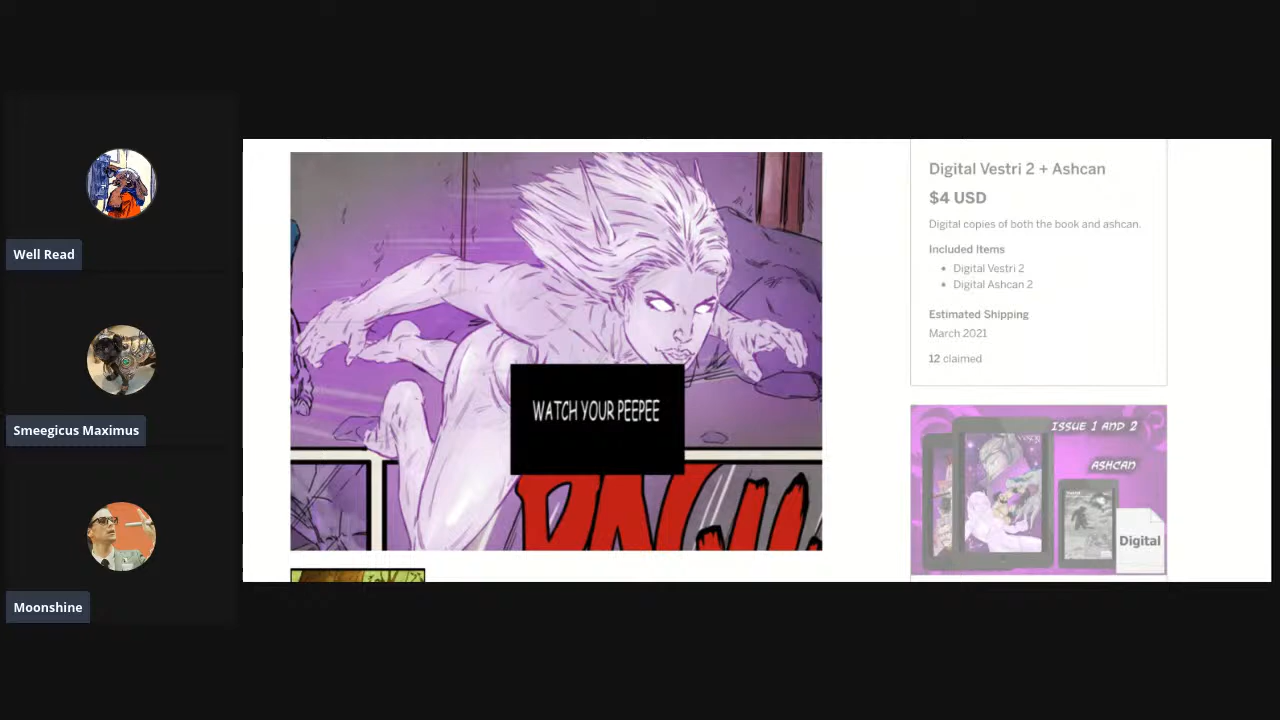 Well Read
Smeegicus Maximus
Moonshine
WATCH YOUR PEEPEE
Digital Vestri 2 + Ashcan
$4 USD
Digital copies of both the book and ashcan.
Included Items
Digital Vestri 2
Digital Ashcan 2
Estimated Shipping
March 2021
12 claimed
ISSUE 1 AND 2
ASHCAN
Digital